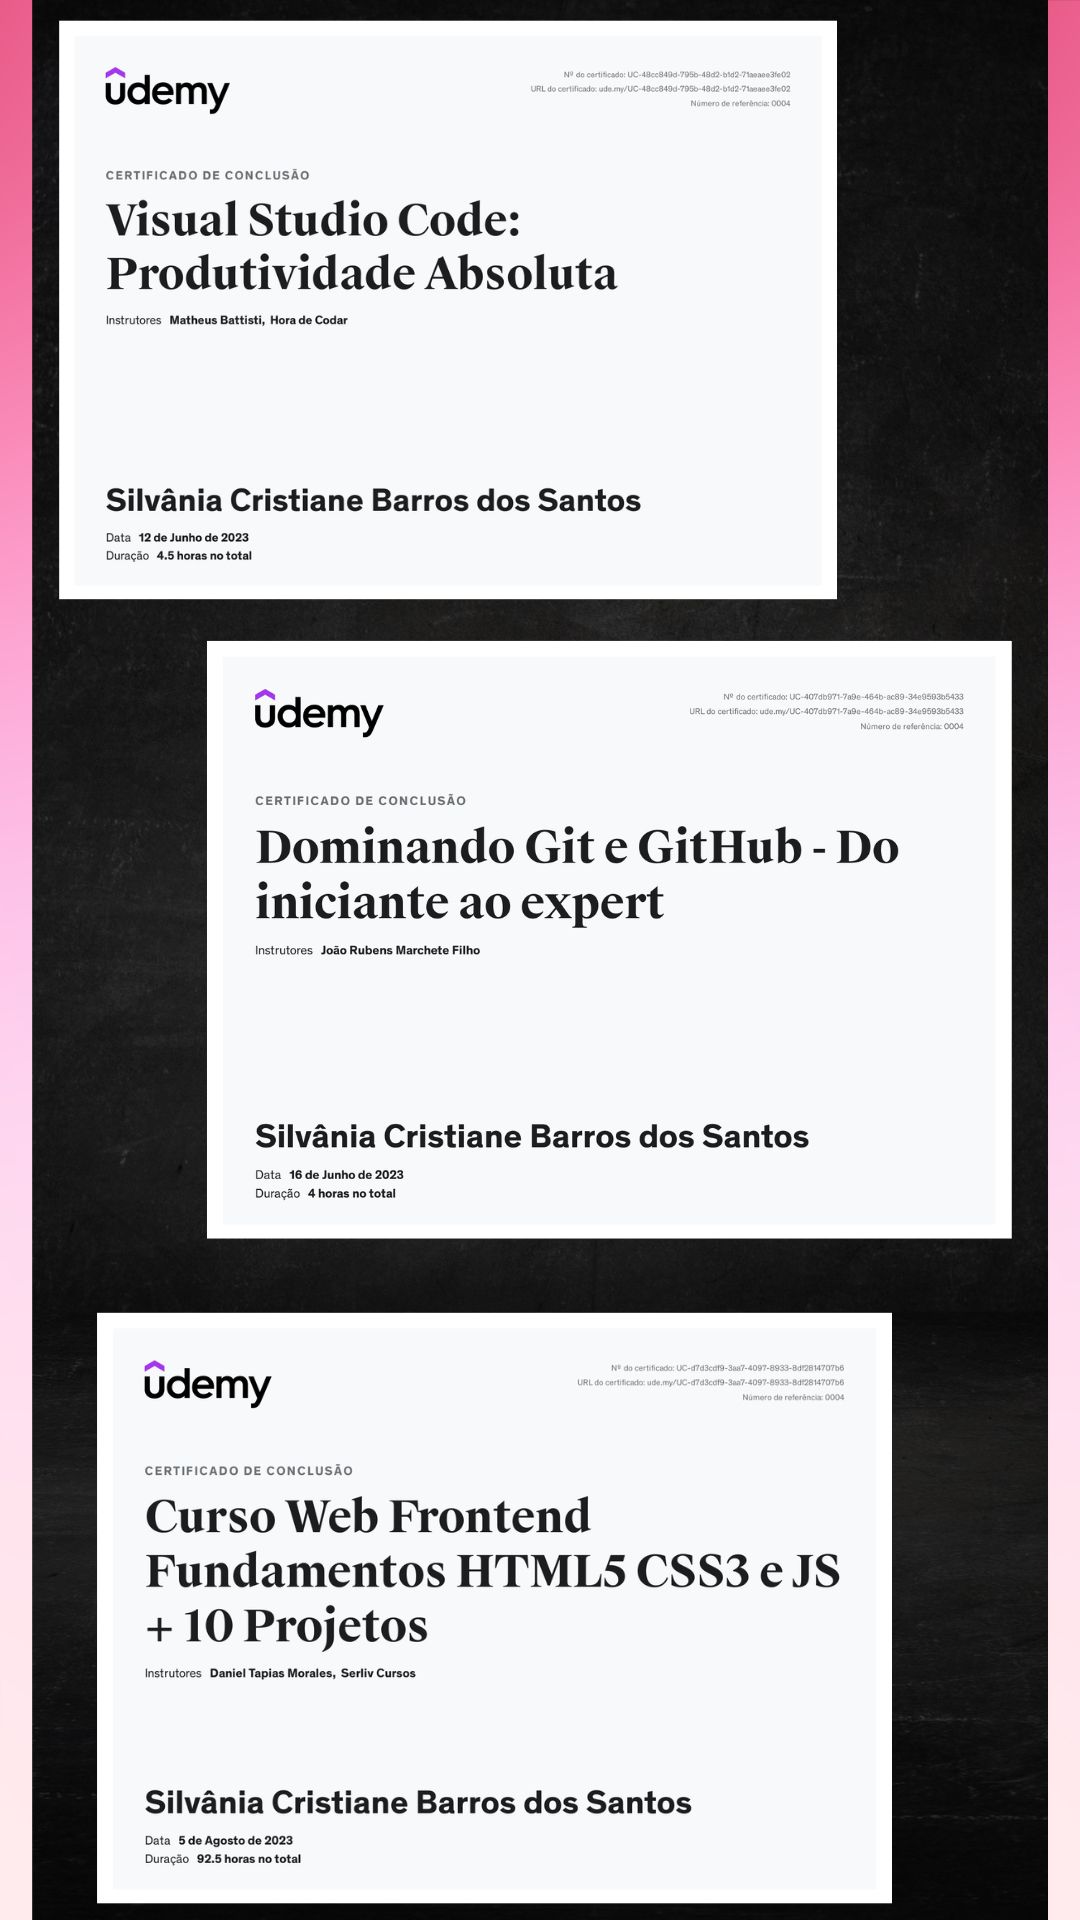 udemy
Nº do certificado: UC-48cc849d-795b-48d2-b1d2-71aeaee3fe02
URL do certificado: ude.my/UC-48cc849d-795b-48d2-b1d2-71aeaee3fe02
Número de referência: 0004
CERTIFICADO DE CONCLUSÃO
Visual Studio Code:
Produtividade Absoluta
Instrutores Matheus Battisti, Hora de Codar
Silvânia Cristiane Barros dos Santos
Data 12 de Junho de 2023
Duração 4.5 horas no total
udemy
Nº do certificado: UC-407db971-7a9e-464b-ac89-34e9593b5433
URL do certificado: ude.my/UC-407db971-7a9e-464b-ac89-34e9593b5433
Número de referência: 0004
CERTIFICADO DE CONCLUSÃO
Dominando Git e GitHub - Do
iniciante ao expert
Instrutores João Rubens Marchete Filho
Silvânia Cristiane Barros dos Santos
Data 16 de Junho de 2023
Duração 4 horas no total
udemy
Nº do certificado: UC-d7d3cdf9-3aa7-4097-8933-8df2814707b6
URL do certificado: ude.my/UC-d7d3cdf9-3aa7-4097-8933-8df2814707b6
Número de referência: 0004
CERTIFICADO DE CONCLUSÃO
Curso Web Frontend
Fundamentos HTML5 CSS3 e JS
+ 10 Projetos
Instrutores Daniel Tapias Morales, Serliv Cursos
Silvânia Cristiane Barros dos Santos
Data 5 de Agosto de 2023
Duração 92.5 horas no total